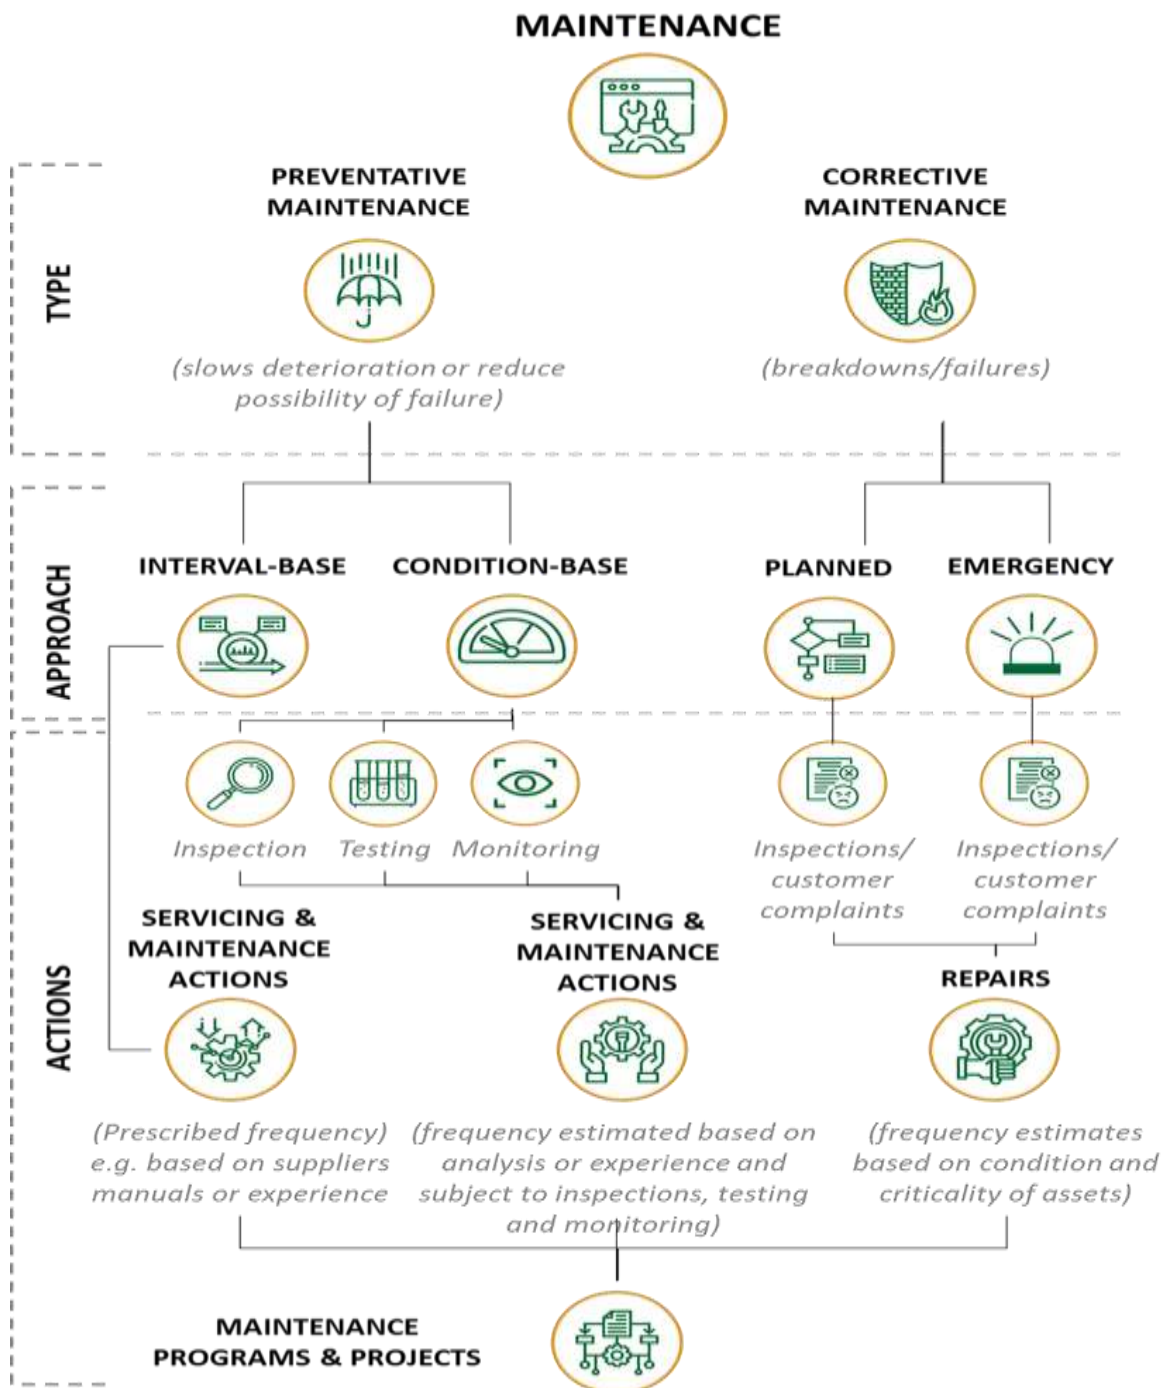 MAINTENANCE
TYPE
PREVENTATIVE
MAINTENANCE
(slows deterioration or reduce
possibility of failure)
CORRECTIVE
MAINTENANCE
(breakdowns/failures)
APPROACH
INTERVAL-BASE
CONDITION-BASE
PLANNED
EMERGENCY
ACTIONS
Inspection
Testing
Monitoring
Inspections/
customer
complaints
Inspections/
customer
complaints
SERVICING &
MAINTENANCE
ACTIONS
(Prescribed frequency)
e.g. based on suppliers
manuals or experience
SERVICING &
MAINTENANCE
ACTIONS
(frequency estimated based on
analysis or experience and
subject to inspections, testing
and monitoring)
REPAIRS
(frequency estimates
based on condition and
criticality of assets)
MAINTENANCE
PROGRAMS & PROJECTS